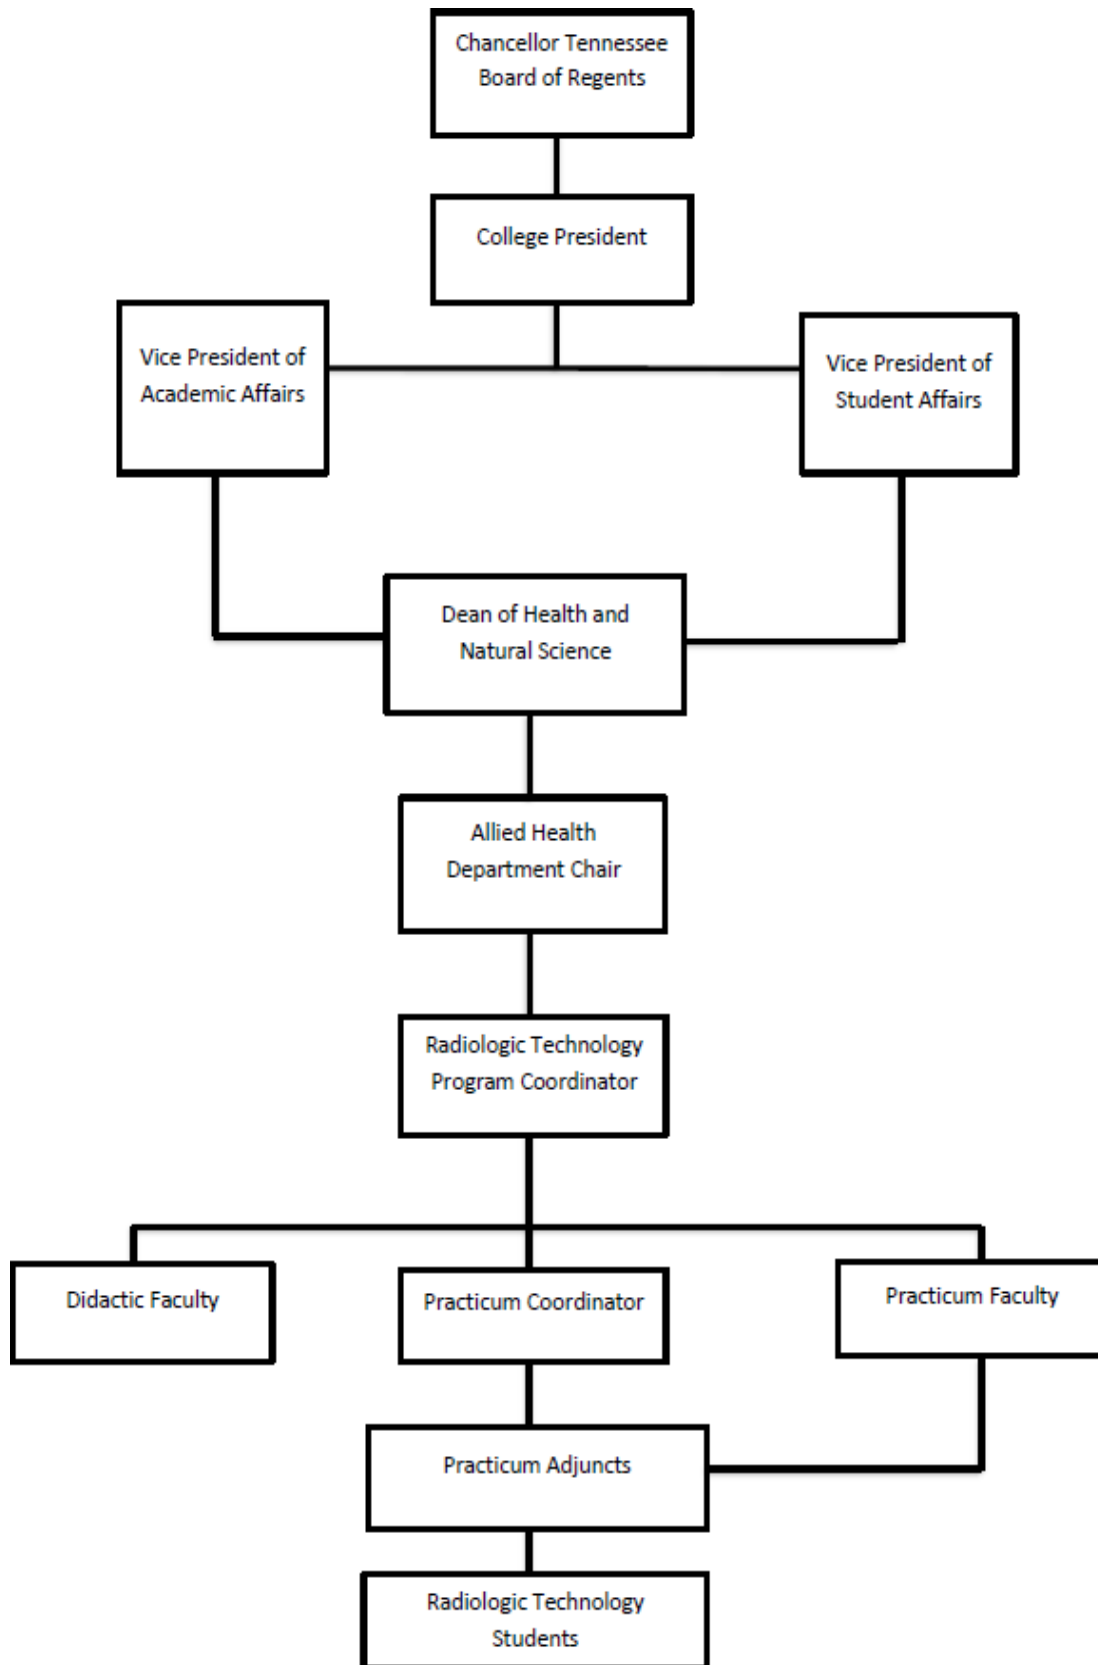 Chancellor Tennessee
Board of Regents
College President
Vice President of
Academic Affairs
Vice President of
Student Affairs
Dean of Health and
Natural Science
Allied Health
Department Chair
Radiologic Technology
Program Coordinator
Didactic Faculty
Practicum Coordinator
Practicum Faculty
Practicum Adjuncts
Radiologic Technology
Students